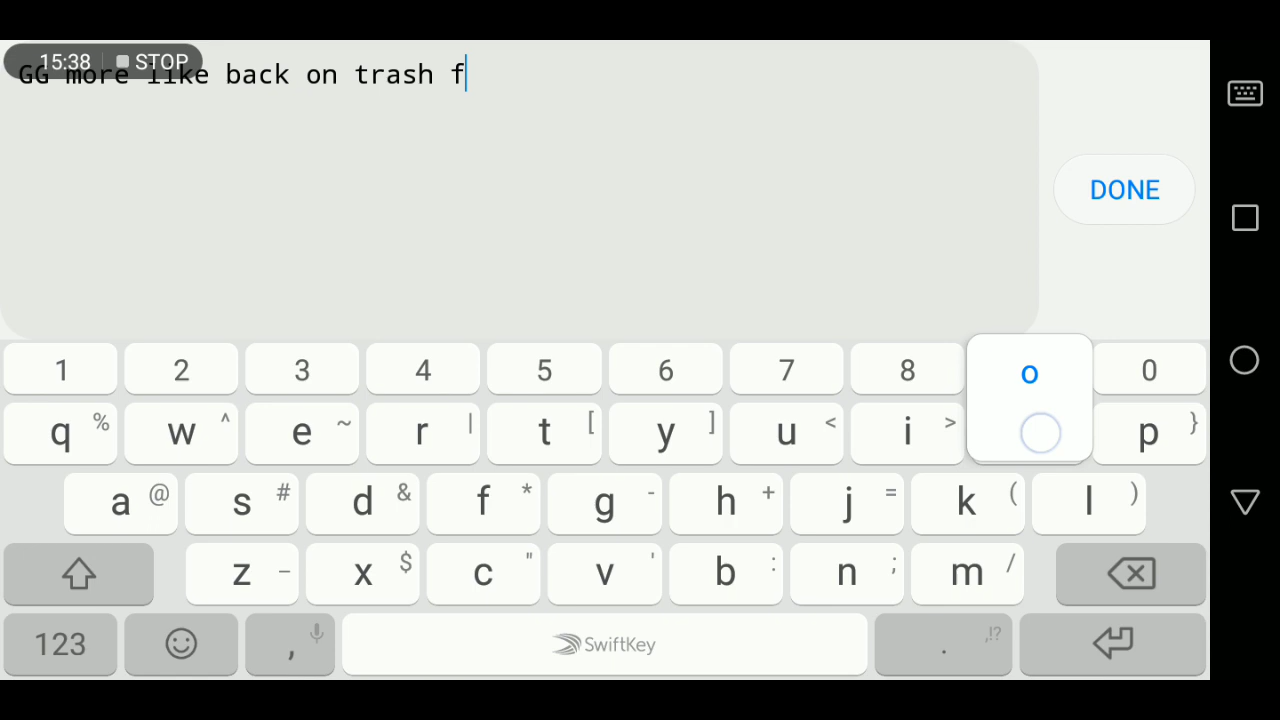 15:38 STOP
GG more like back on trash f
DONE
1 2 3 4 5 6 7 8 0
q % w ^ e ~ r | t [ y ] u < i > o p }
a @ s # d & f * g - h + j = k ( l )
z _ x $ c " v ' b : n ; m /
123 , SwiftKey . ,!?